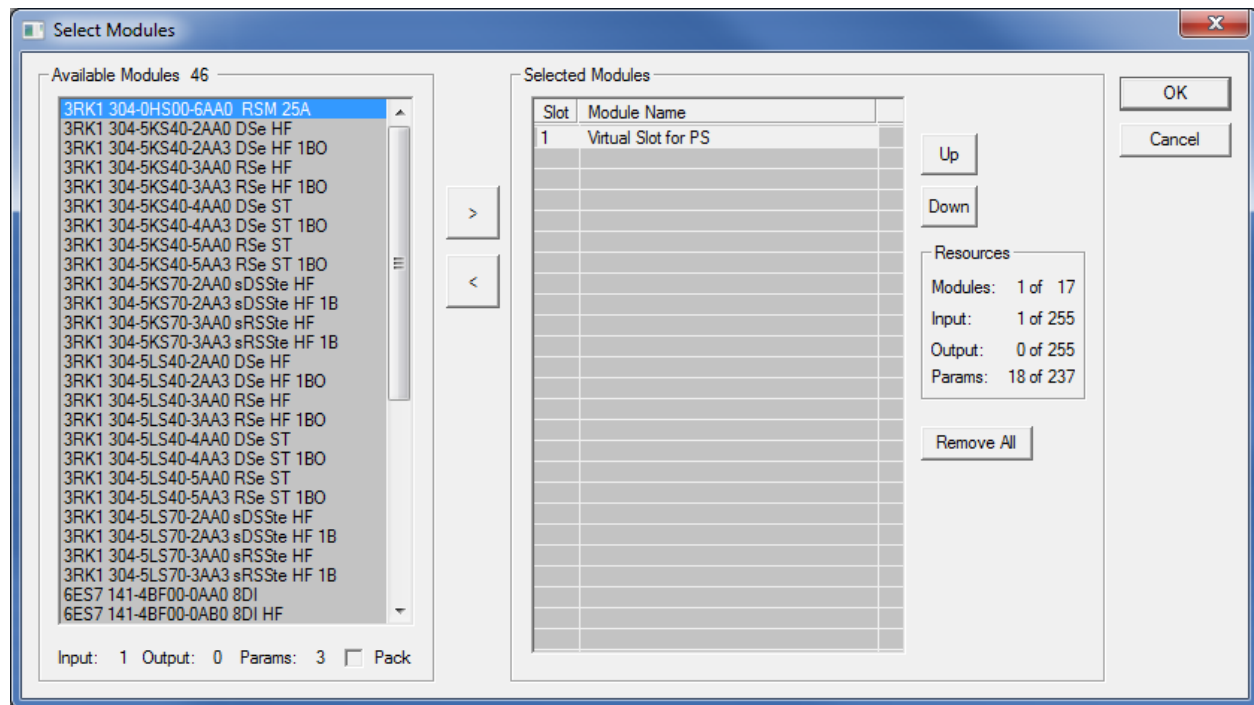 Select Modules
X
Available Modules 46
3RK1 304-0HS00-6AA0 RSM 25A
3RK1 304-5KS40-2AA0 DSe HF
3RK1 304-5KS40-2AA3 DSe HF 1BO
3RK1 304-5KS40-3AA0 RSe HF
3RK1 304-5KS40-3AA3 RSe HF 1BO
3RK1 304-5KS40-4AA0 DSe ST
3RK1 304-5KS40-4AA3 DSe ST 1BO
3RK1 304-5KS40-5AA0 RSe ST
3RK1 304-5KS40-5AA3 RSe ST 1BO
3RK1 304-5KS70-2AA0 sDSSte HF
3RK1 304-5KS70-2AA3 sDSSte HF 1B
3RK1 304-5KS70-3AA0 sRSSte HF
3RK1 304-5KS70-3AA3 sRSSte HF 1B
3RK1 304-5LS40-2AA0 DSe HF
3RK1 304-5LS40-2AA3 DSe HF 1BO
3RK1 304-5LS40-3AA0 RSe HF
3RK1 304-5LS40-3AA3 RSe HF 1BO
3RK1 304-5LS40-4AA0 DSe ST
3RK1 304-5LS40-4AA3 DSe ST 1BO
3RK1 304-5LS40-5AA0 RSe ST
3RK1 304-5LS40-5AA3 RSe ST 1BO
3RK1 304-5LS70-2AA0 sDSSte HF
3RK1 304-5LS70-2AA3 sDSSte HF 1B
3RK1 304-5LS70-3AA0 sRSSte HF
3RK1 304-5LS70-3AA3 sRSSte HF 1B
6ES7 141-4BF00-0AA0 8DI
6ES7 141-4BF00-0AB0 8DI HF
Input: 1 Output: 0 Params: 3 Pack
>
<
Selected Modules
Slot Module Name
1 Virtual Slot for PS
Up
Down
Resources
Modules: 1 of 17
Input: 1 of 255
Output: 0 of 255
Params: 18 of 237
Remove All
OK
Cancel